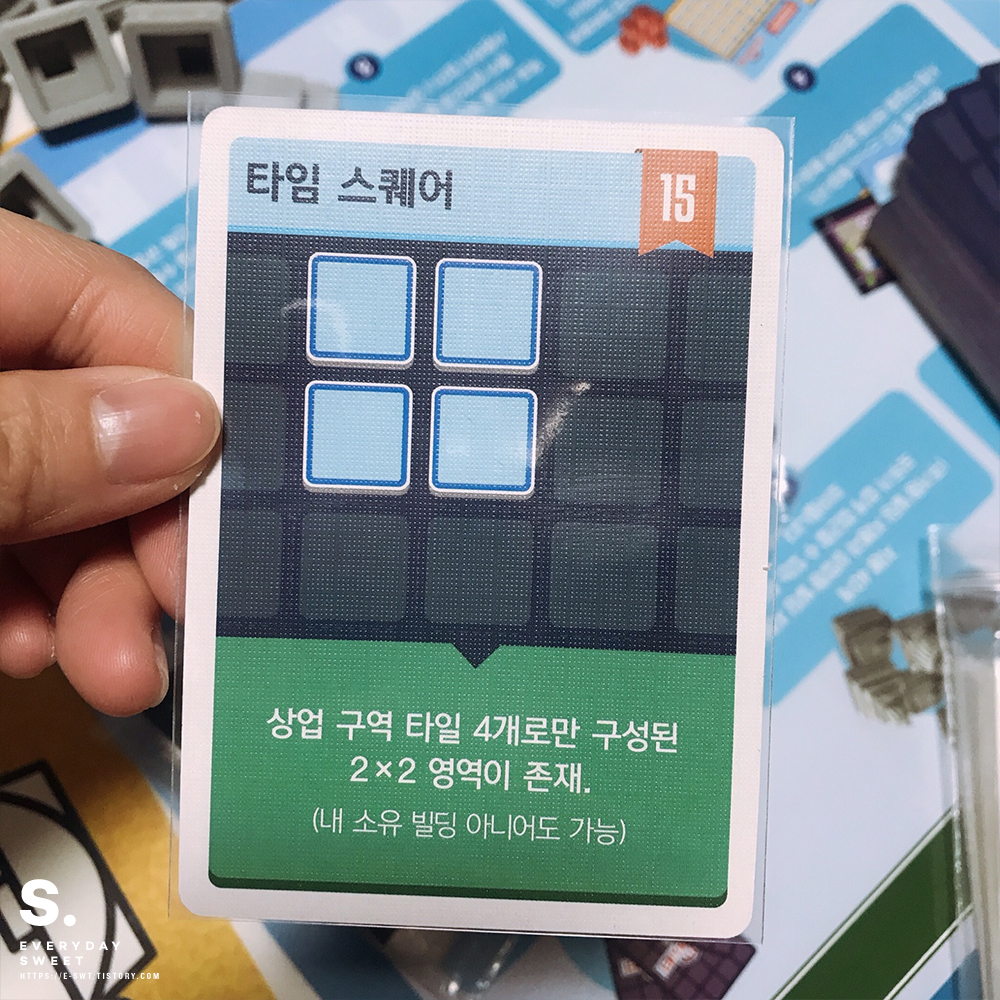 타임 스퀘어
15
상업 구역 타일 4개로만 구성된
2×2 영역이 존재.
(내 소유 빌딩 아니어도 가능)
S.
EVERYDAY
SWEET
HTTPS://E-SWT.TISTORY.COM